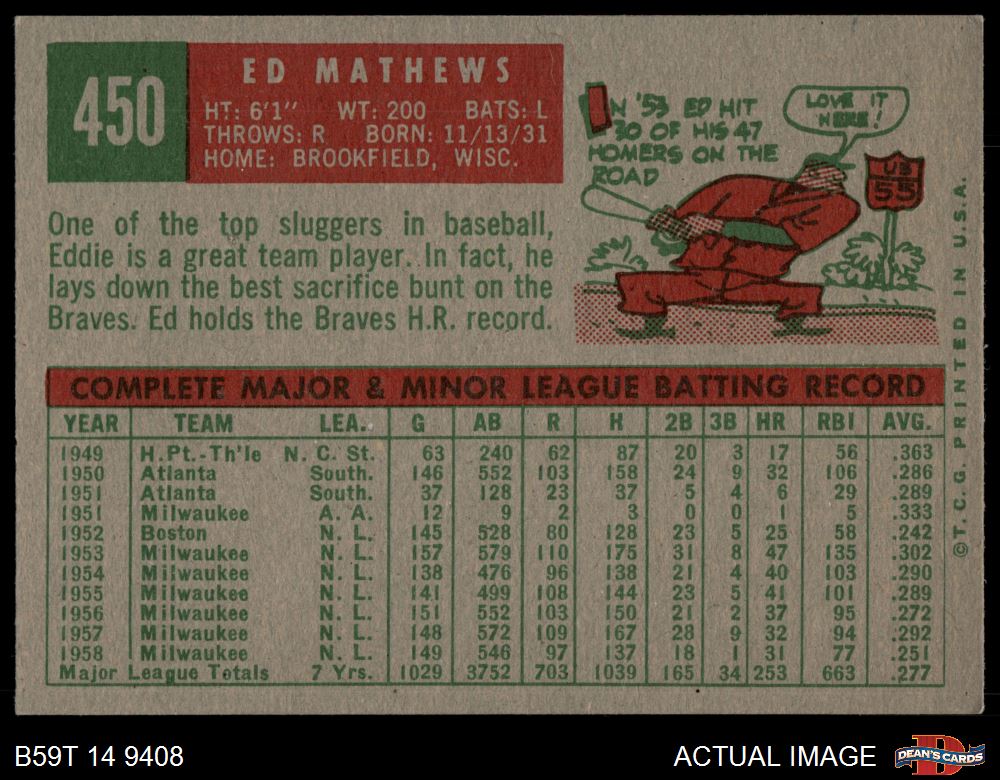 450
ED MATHEWS
HT: 6'1" WT: 200 BATS: L
THROWS: R BORN: 11/13/31
HOME: BROOKFIELD, WISC.
IN '53 ED HIT
30 OF HIS 47
HOMERS ON THE
ROAD
LOVE IT
HERE!
US
55
One of the top sluggers in baseball,
Eddie is a great team player. In fact, he
lays down the best sacrifice bunt on the
Braves. Ed holds the Braves H.R. record.
COMPLETE MAJOR & MINOR LEAGUE BATTING RECORD
YEAR TEAM LEA. G AB R H 2B 3B HR RBI AVG.
1949 H.Pt.-Th'le N. C. St. 63 240 62 87 20 3 17 56 .363
1950 Atlanta South. 146 552 103 158 24 9 32 106 .286
1951 Atlanta South. 37 128 23 37 5 4 6 29 .289
1951 Milwaukee A. A. 12 9 2 3 0 0 1 5 .333
1952 Boston N. L. 145 528 80 128 23 5 25 58 .242
1953 Milwaukee N. L. 157 579 110 175 31 8 47 135 .302
1954 Milwaukee N. L. 138 476 96 138 21 4 40 103 .290
1955 Milwaukee N. L. 141 499 108 144 23 5 41 101 .289
1956 Milwaukee N. L. 151 552 103 150 21 2 37 95 .272
1957 Milwaukee N. L. 148 572 109 167 28 9 32 94 .292
1958 Milwaukee N. L. 149 546 97 137 18 1 31 77 .251
Major League Totals 7 Yrs. 1029 3752 703 1039 165 34 253 663 .277
©T. C. G. PRINTED IN U.S.A.
B59T 14 9408
ACTUAL IMAGE
DEAN'S CARDS